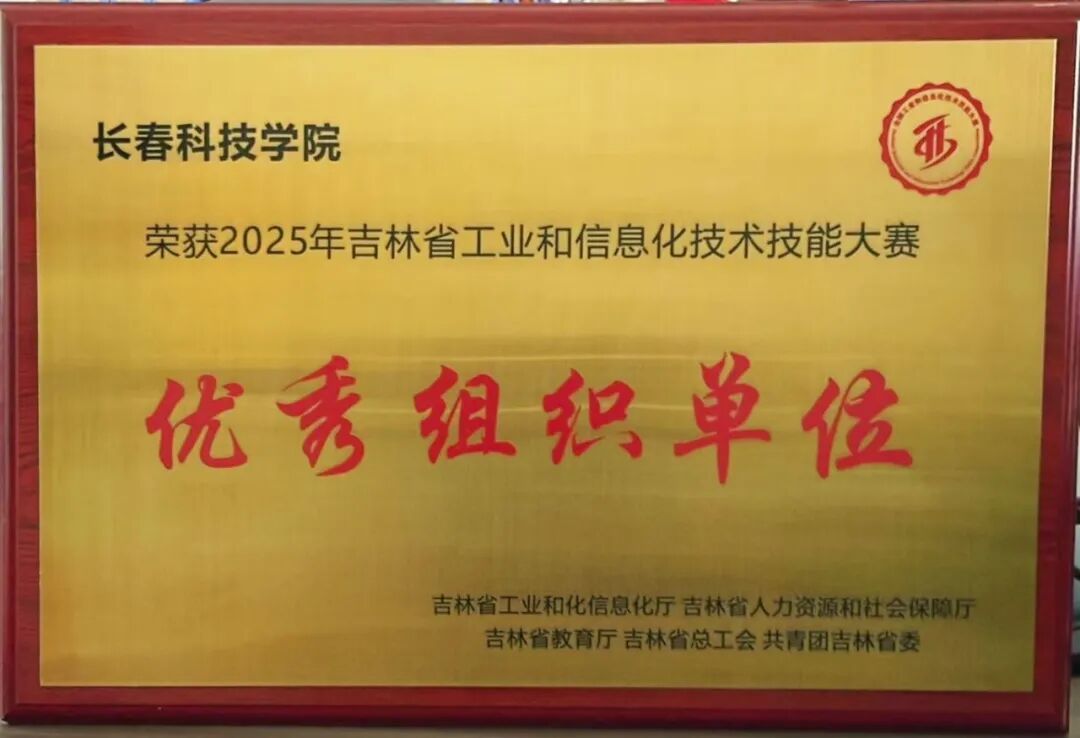 长春科技学院
荣获2025年吉林省工业和信息化技术技能大赛
优秀组织单位
吉林省工业和化信息化厅 吉林省人力资源和社会保障厅
吉林省教育厅 吉林省总工会 共青团吉林省委